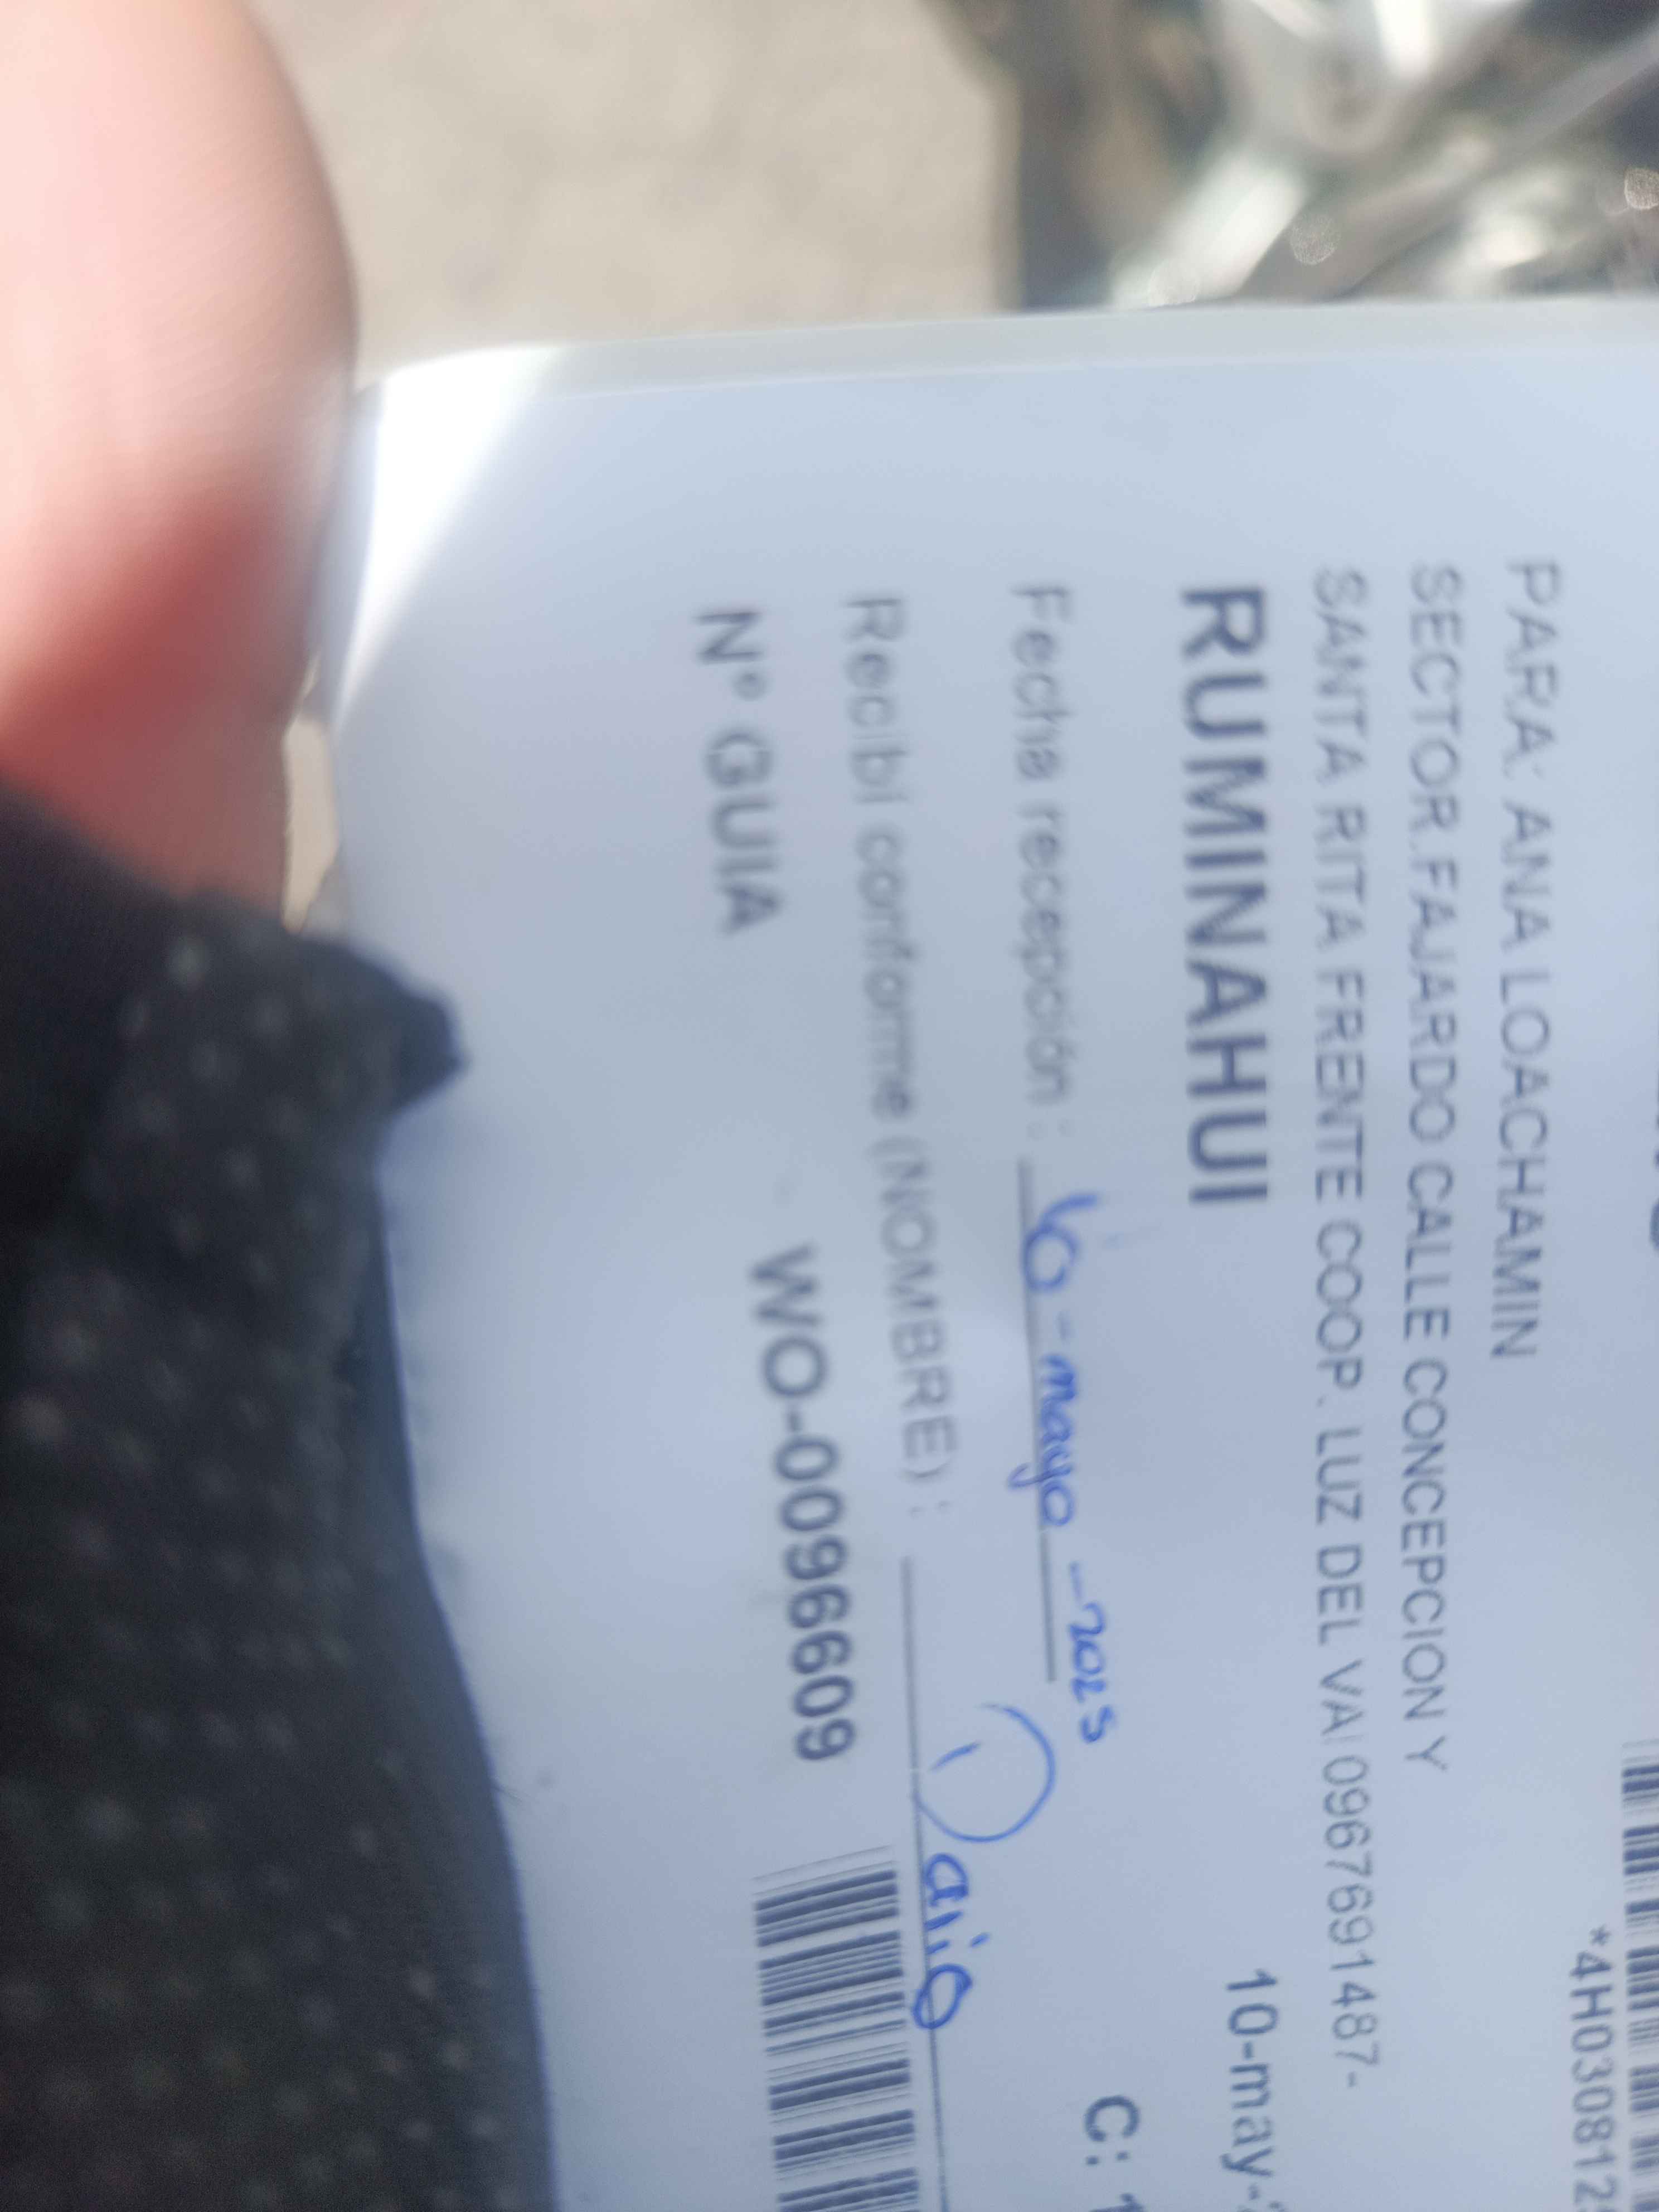 *4H030812
PARA: ANA LOACHAMIN
SECTOR.FAJARDO CALLE CONCEPCION Y
SANTA RITA FRENTE COOP. LUZ DEL VAI 0967691487-
RUMINAHUI 10-may-
Fecha recepción : 10-mayo-2025 C: 1
Recibí conforme (NOMBRE) : Dario
N° GUIA WO-00966609